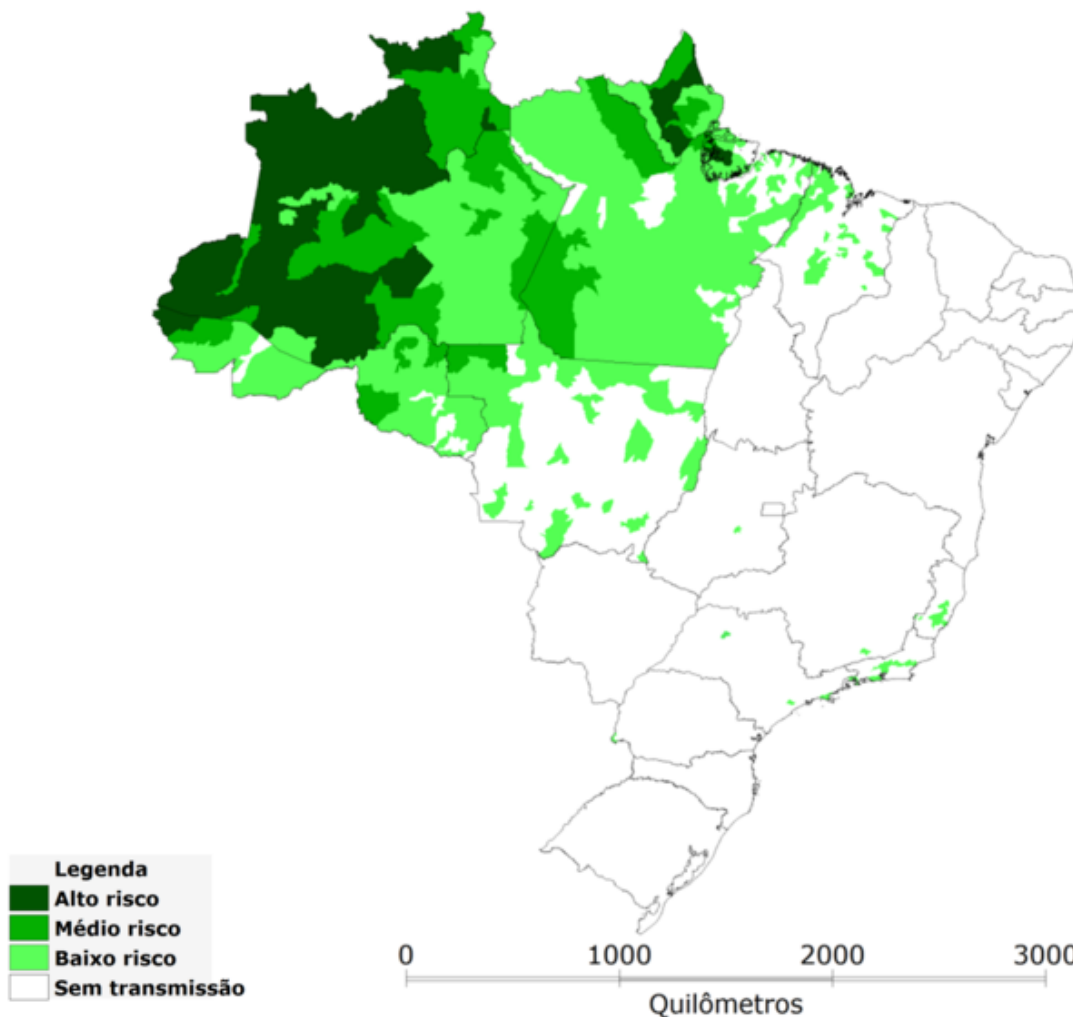 Legenda
Alto risco
Médio risco
Baixo risco
Sem transmissão
0 1000 2000 3000
Quilômetros